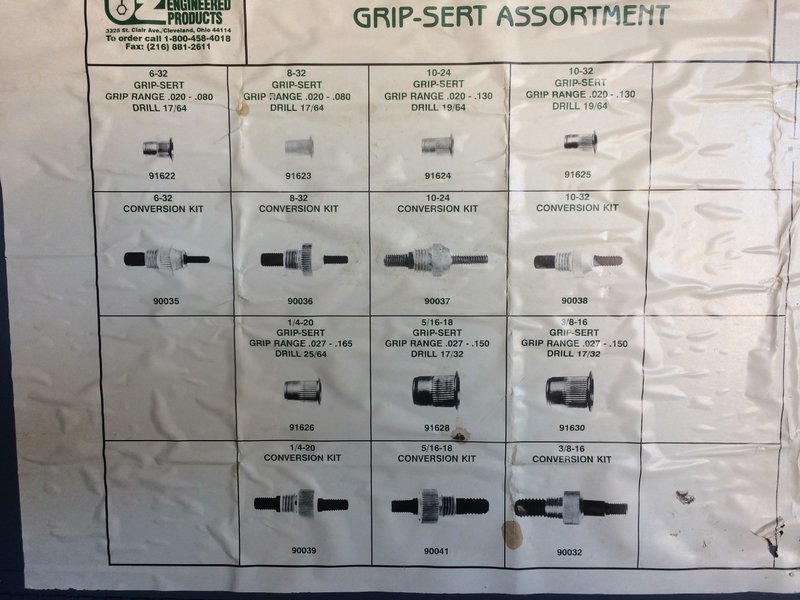 ENGINEERED
PRODUCTS
3325 St. Clair Ave./Cleveland, Ohio 44114
To order call 1-800-458-4018
Fax: (216) 881-2611
GRIP-SERT ASSORTMENT
6-32
GRIP-SERT
GRIP RANGE .020 - .080
DRILL 17/64
91622
8-32
GRIP-SERT
GRIP RANGE .020 - .080
DRILL 17/64
91623
10-24
GRIP-SERT
GRIP RANGE .020 - .130
DRILL 19/64
91624
10-32
GRIP-SERT
GRIP RANGE .020 - .130
DRILL 19/64
91625
6-32
CONVERSION KIT
90035
8-32
CONVERSION KIT
90036
10-24
CONVERSION KIT
90037
10-32
CONVERSION KIT
90038
1/4-20
GRIP-SERT
GRIP RANGE .027 - .165
DRILL 25/64
91626
5/16-18
GRIP-SERT
GRIP RANGE .027 - .150
DRILL 17/32
91628
3/8-16
GRIP-SERT
GRIP RANGE .027 - .150
DRILL 17/32
91630
1/4-20
CONVERSION KIT
90039
5/16-18
CONVERSION KIT
90041
3/8-16
CONVERSION KIT
90032